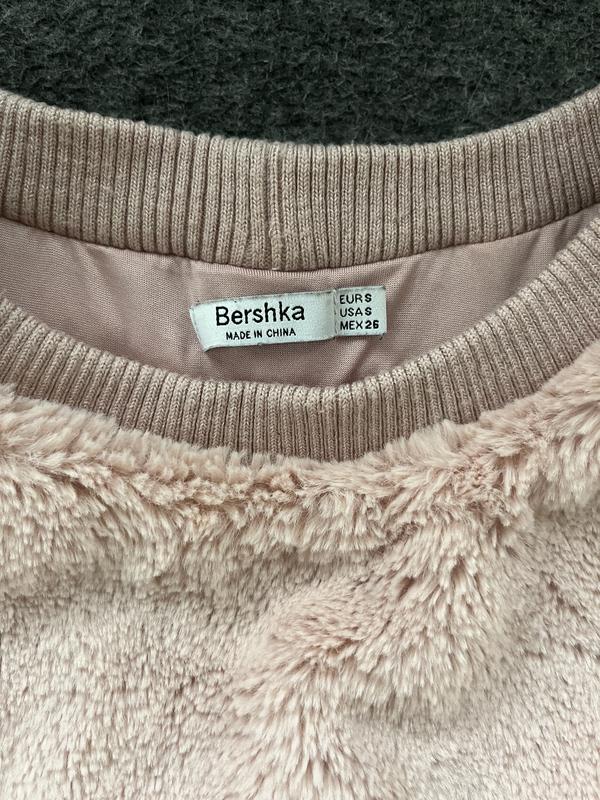 Bershka
MADE IN CHINA
EUR S
USA S
MEX 26